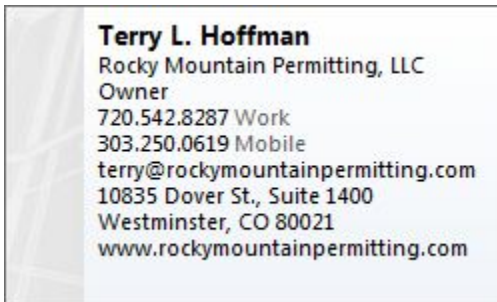 Terry L. Hoffman
Rocky Mountain Permitting, LLC
Owner
720.542.8287 Work
303.250.0619 Mobile
terry@rockymountainpermitting.com
10835 Dover St., Suite 1400
Westminster, CO 80021
www.rockymountainpermitting.com